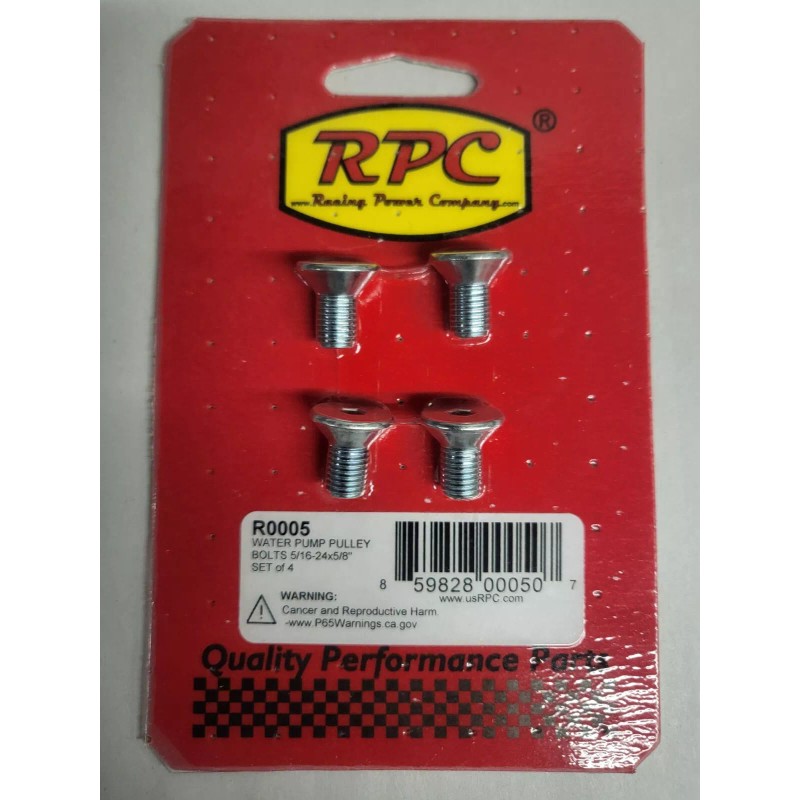 RPC®
www.Racing Power Company.com
R0005
WATER PUMP PULLEY
BOLTS 5/16-24x5/8"
SET of 4
8 59828 00050 7
www.usRPC.com
WARNING:
Cancer and Reproductive Harm
-www.P65Warnings.ca.gov
Quality Performance Parts